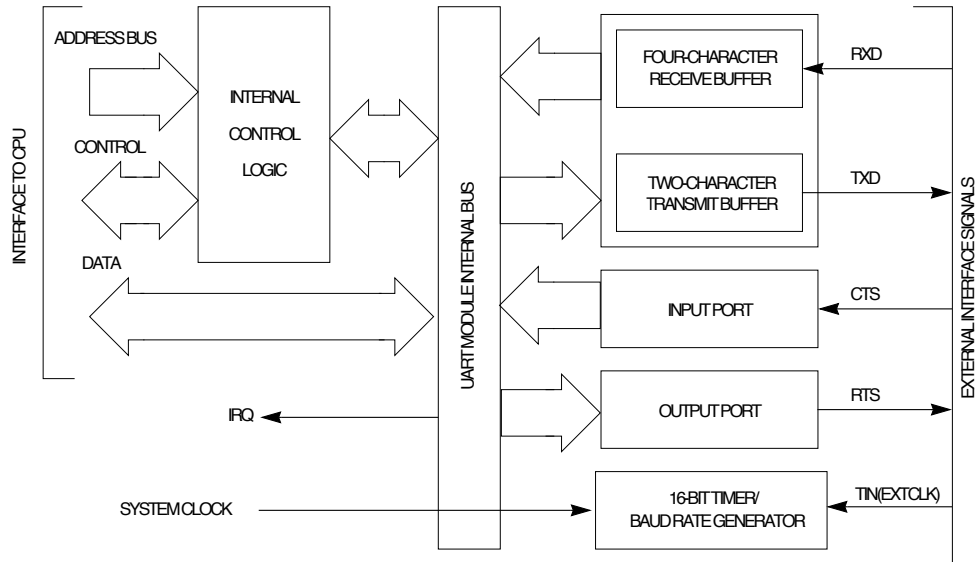 ADDRESS BUS
INTERNAL
CONTROL
LOGIC
CONTROL
DATA
INTERFACE TO CPU
IRQ
SYSTEM CLOCK
UART MODULE INTERNAL BUS
FOUR-CHARACTER
RECEIVE BUFFER
RXD
TWO-CHARACTER
TRANSMIT BUFFER
TXD
INPUT PORT
CTS
OUTPUT PORT
RTS
16-BIT TIMER/
BAUD RATE GENERATOR
TIN(EXTCLK)
EXTERNAL INTERFACE SIGNALS